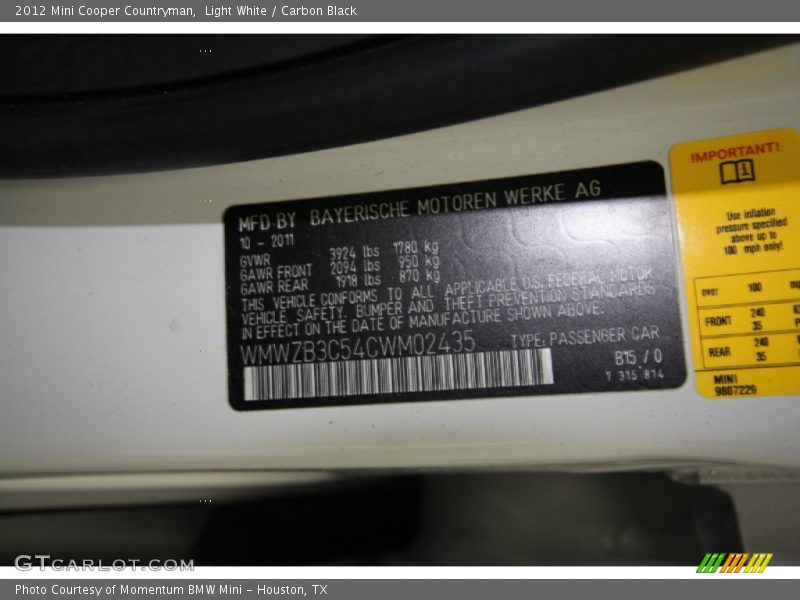 2012 Mini Cooper Countryman,  Light White / Carbon Black
MFD BY BAYERISCHE MOTOREN WERKE AG
10 - 2011
GVWR 3924 lbs 1780 kg
GAWR FRONT 2094 lbs 950 kg
GAWR REAR 1918 lbs 870 kg
THIS VEHICLE CONFORMS TO ALL APPLICABLE U.S. FEDERAL MOTOR
VEHICLE SAFETY, BUMPER AND THEFT PREVENTION STANDARDS
IN EFFECT ON THE DATE OF MANUFACTURE SHOWN ABOVE.
WMWZB3C54CWM02435 TYPE: PASSENGER CAR
B15 / 0
7 315 814
IMPORTANT!
Use inflation
pressure specified
above up to
100 mph only!
over 100
FRONT 240
35
REAR 240
35
MINI
9807229
GTCARLOT.COM
Photo Courtesy of Momentum BMW Mini - Houston, TX